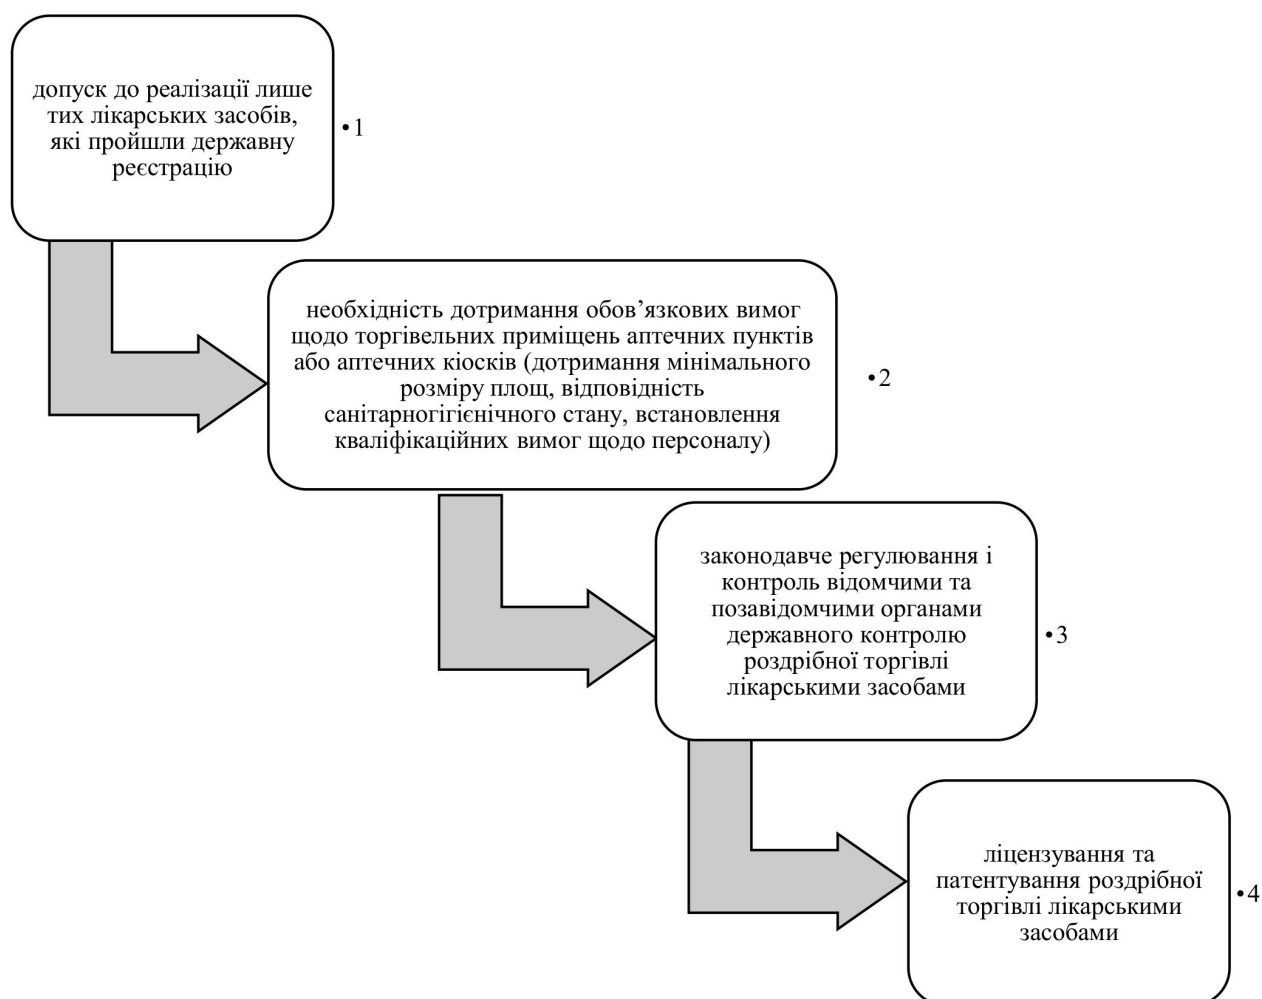 допуск до реалізації лише
тих лікарських засобів,
які пройшли державну
реєстрацію
•1
необхідність дотримання обов’язкових вимог
щодо торгівельних приміщень аптечних пунктів
або аптечних кіосків (дотримання мінімального
розміру площ, відповідність
санітарногігієнічного стану, встановлення
кваліфікаційних вимог щодо персоналу)
•2
законодавче регулювання і
контроль відомчими та
позавідомчими органами
державного контролю
роздрібної торгівлі
лікарськими засобами
•3
ліцензування та
патентування роздрібної
торгівлі лікарськими
засобами
•4